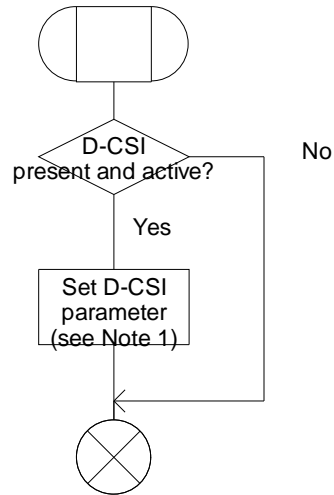 D-CSI
present and active?
No
Yes
Set D-CSI
parameter
(see Note 1)